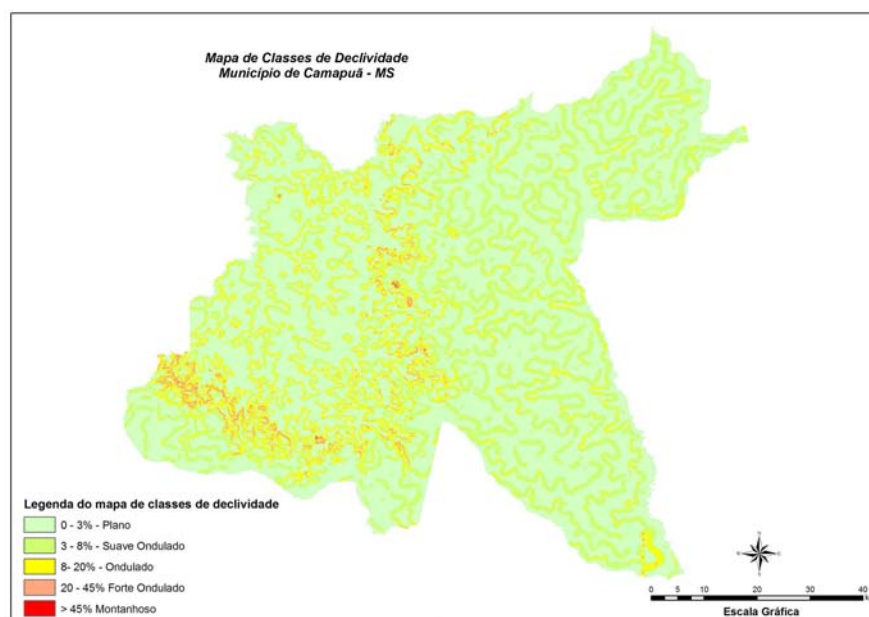 Mapa de Classes de Declividade
Município de Camapuã - MS
Legenda do mapa de classes de declividade
0 - 3% - Plano
3 - 8% - Suave Ondulado
8- 20% - Ondulado
20 - 45% Forte Ondulado
> 45% Montanhoso
0 5 10 20 30 40
Escala Gráfica